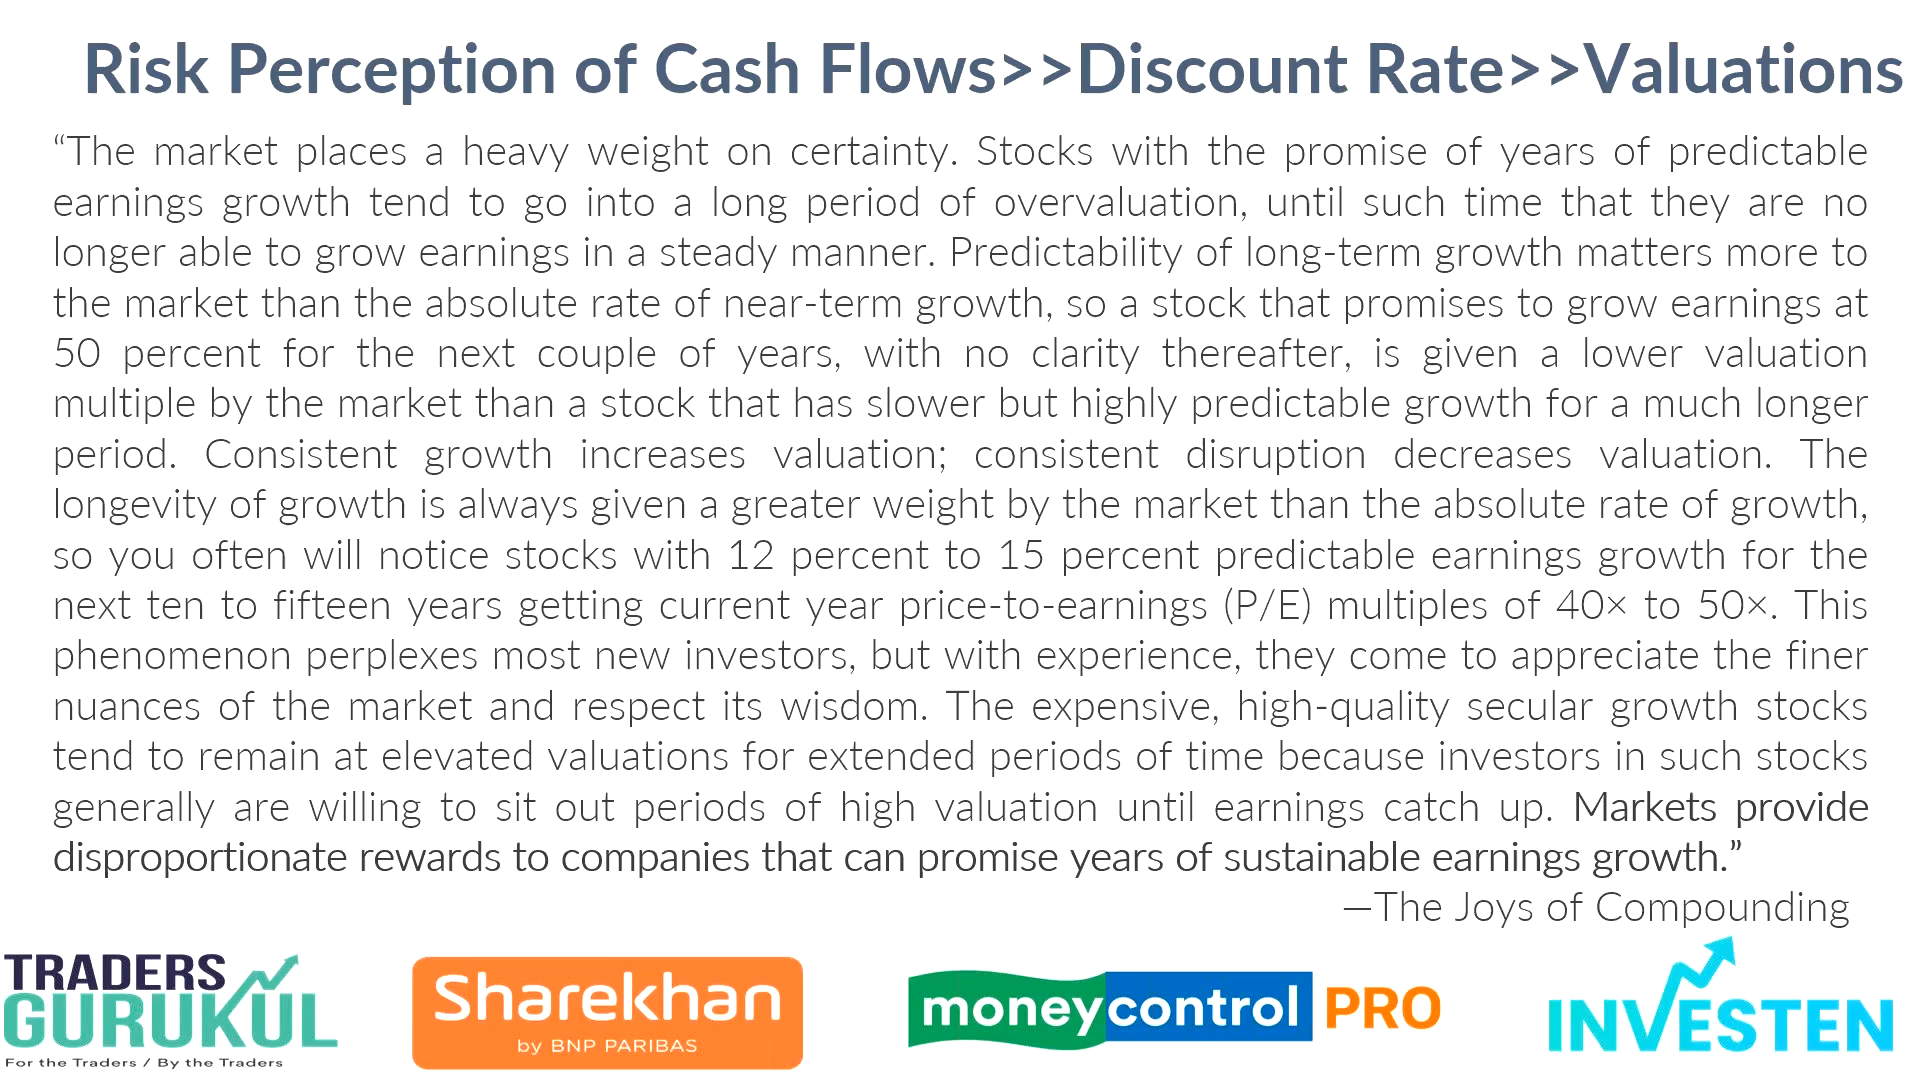 Risk Perception of Cash Flows>>Discount Rate>>Valuations
“The market places a heavy weight on certainty. Stocks with the promise of years of predictable
earnings growth tend to go into a long period of overvaluation, until such time that they are no
longer able to grow earnings in a steady manner. Predictability of long-term growth matters more to
the market than the absolute rate of near-term growth, so a stock that promises to grow earnings at
50 percent for the next couple of years, with no clarity thereafter, is given a lower valuation
multiple by the market than a stock that has slower but highly predictable growth for a much longer
period. Consistent growth increases valuation; consistent disruption decreases valuation. The
longevity of growth is always given a greater weight by the market than the absolute rate of growth,
so you often will notice stocks with 12 percent to 15 percent predictable earnings growth for the
next ten to fifteen years getting current year price-to-earnings (P/E) multiples of 40× to 50×. This
phenomenon perplexes most new investors, but with experience, they come to appreciate the finer
nuances of the market and respect its wisdom. The expensive, high-quality secular growth stocks
tend to remain at elevated valuations for extended periods of time because investors in such stocks
generally are willing to sit out periods of high valuation until earnings catch up. Markets provide
disproportionate rewards to companies that can promise years of sustainable earnings growth.”
—The Joys of Compounding
TRADERS
GURUKUL
For the Traders / By the Traders
Sharekhan
by BNP PARIBAS
moneycontrol PRO
INVESTEN